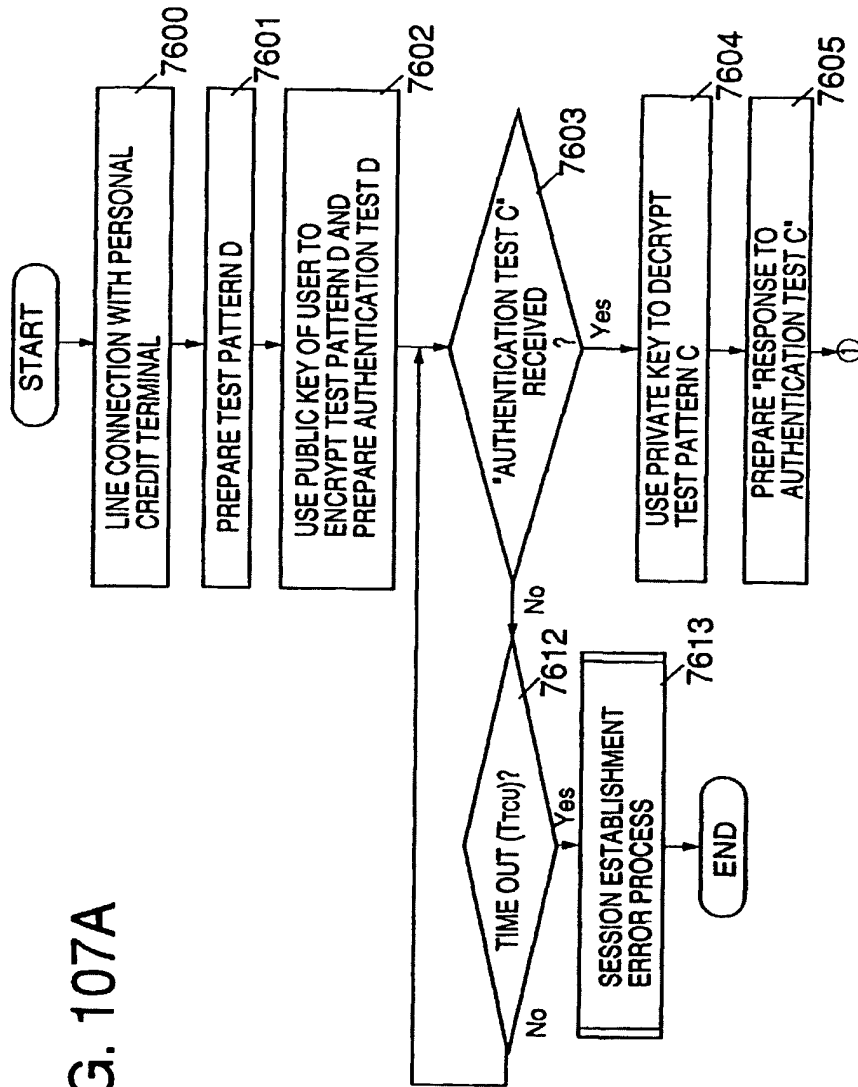 G. 107A
START
LINE CONNECTION WITH PERSONAL
CREDIT TERMINAL
7600
PREPARE TEST PATTERN D
7601
USE PUBLIC KEY OF USER TO
ENCRYPT TEST PATTERN D AND
PREPARE AUTHENTICATION TEST D
7602
"AUTHENTICATION TEST C"
RECEIVED
?
7603
Yes
No
USE PRIVATE KEY TO DECRYPT
TEST PATTERN C
7604
PREPARE "RESPONSE TO
AUTHENTICATION TEST C"
7605
①
TIME OUT (TTCU)?
7612
No
Yes
SESSION ESTABLISHMENT
ERROR PROCESS
7613
END